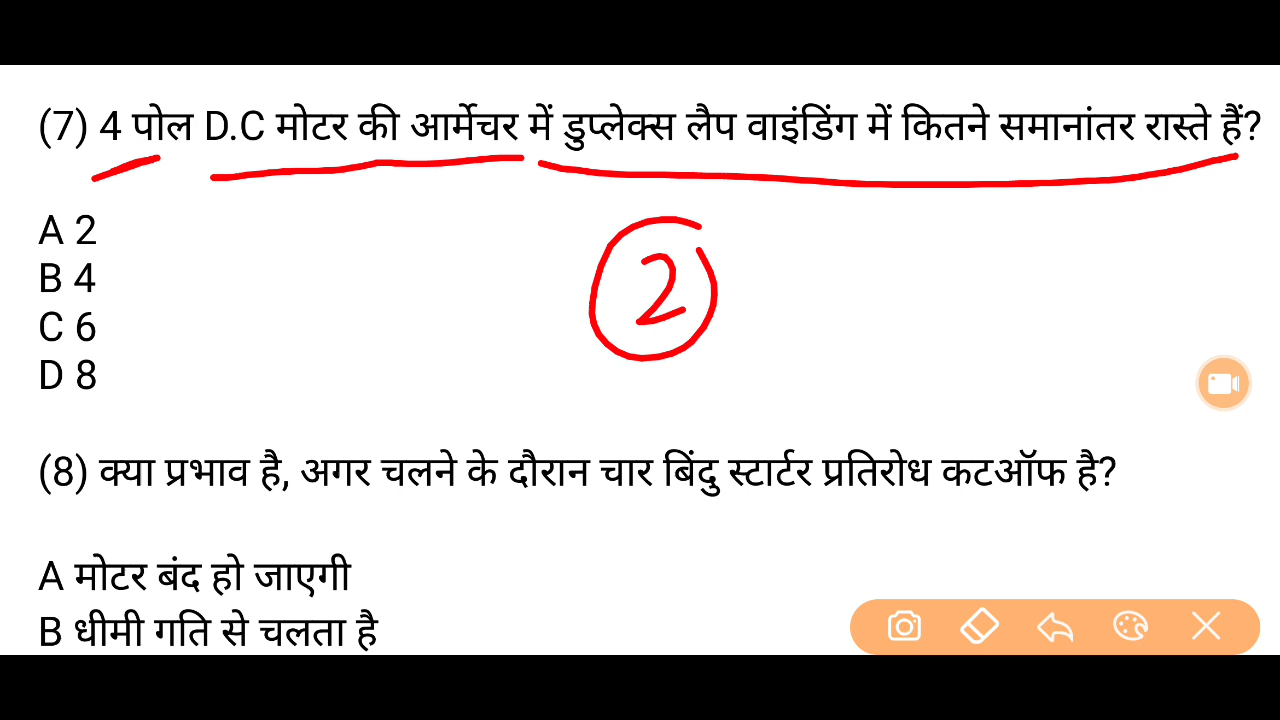 (7) 4 पोल D.C मोटर की आर्मेचर में डुप्लेक्स लैप वाइंडिंग में कितने समानांतर रास्ते हैं?
A 2
2
B 4
C 6
D 8
(8) क्या प्रभाव है, अगर चलने के दौरान चार बिंदु स्टार्टर प्रतिरोध कटऑफ है?
A मोटर बंद हो जाएगी
B धीमी गति से चलता है